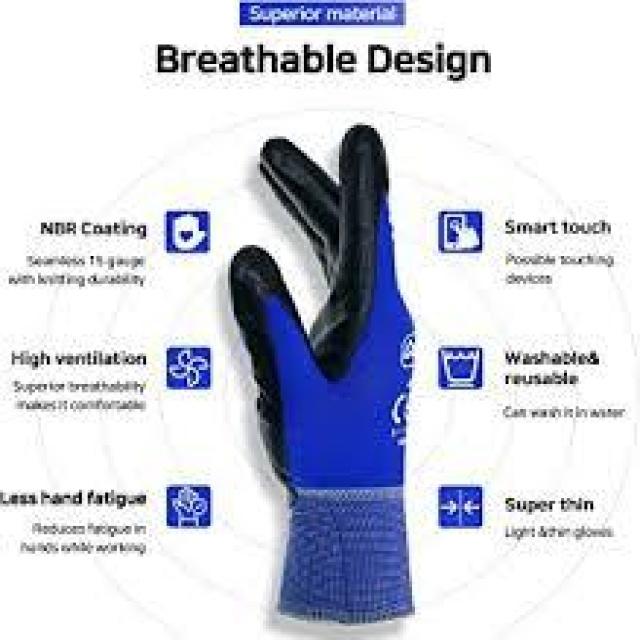 Superior material
Breathable Design
NBR Coating
Seamless 15 gauge
with knitting durability
High ventilation
Superior breathability
makes it comfortable
Less hand fatigue
Reduces fatigue in
hands while working
Smart touch
Possible touching
devices
Washable&
reusable
Can wash it in water
Super thin
Light &thin gloves